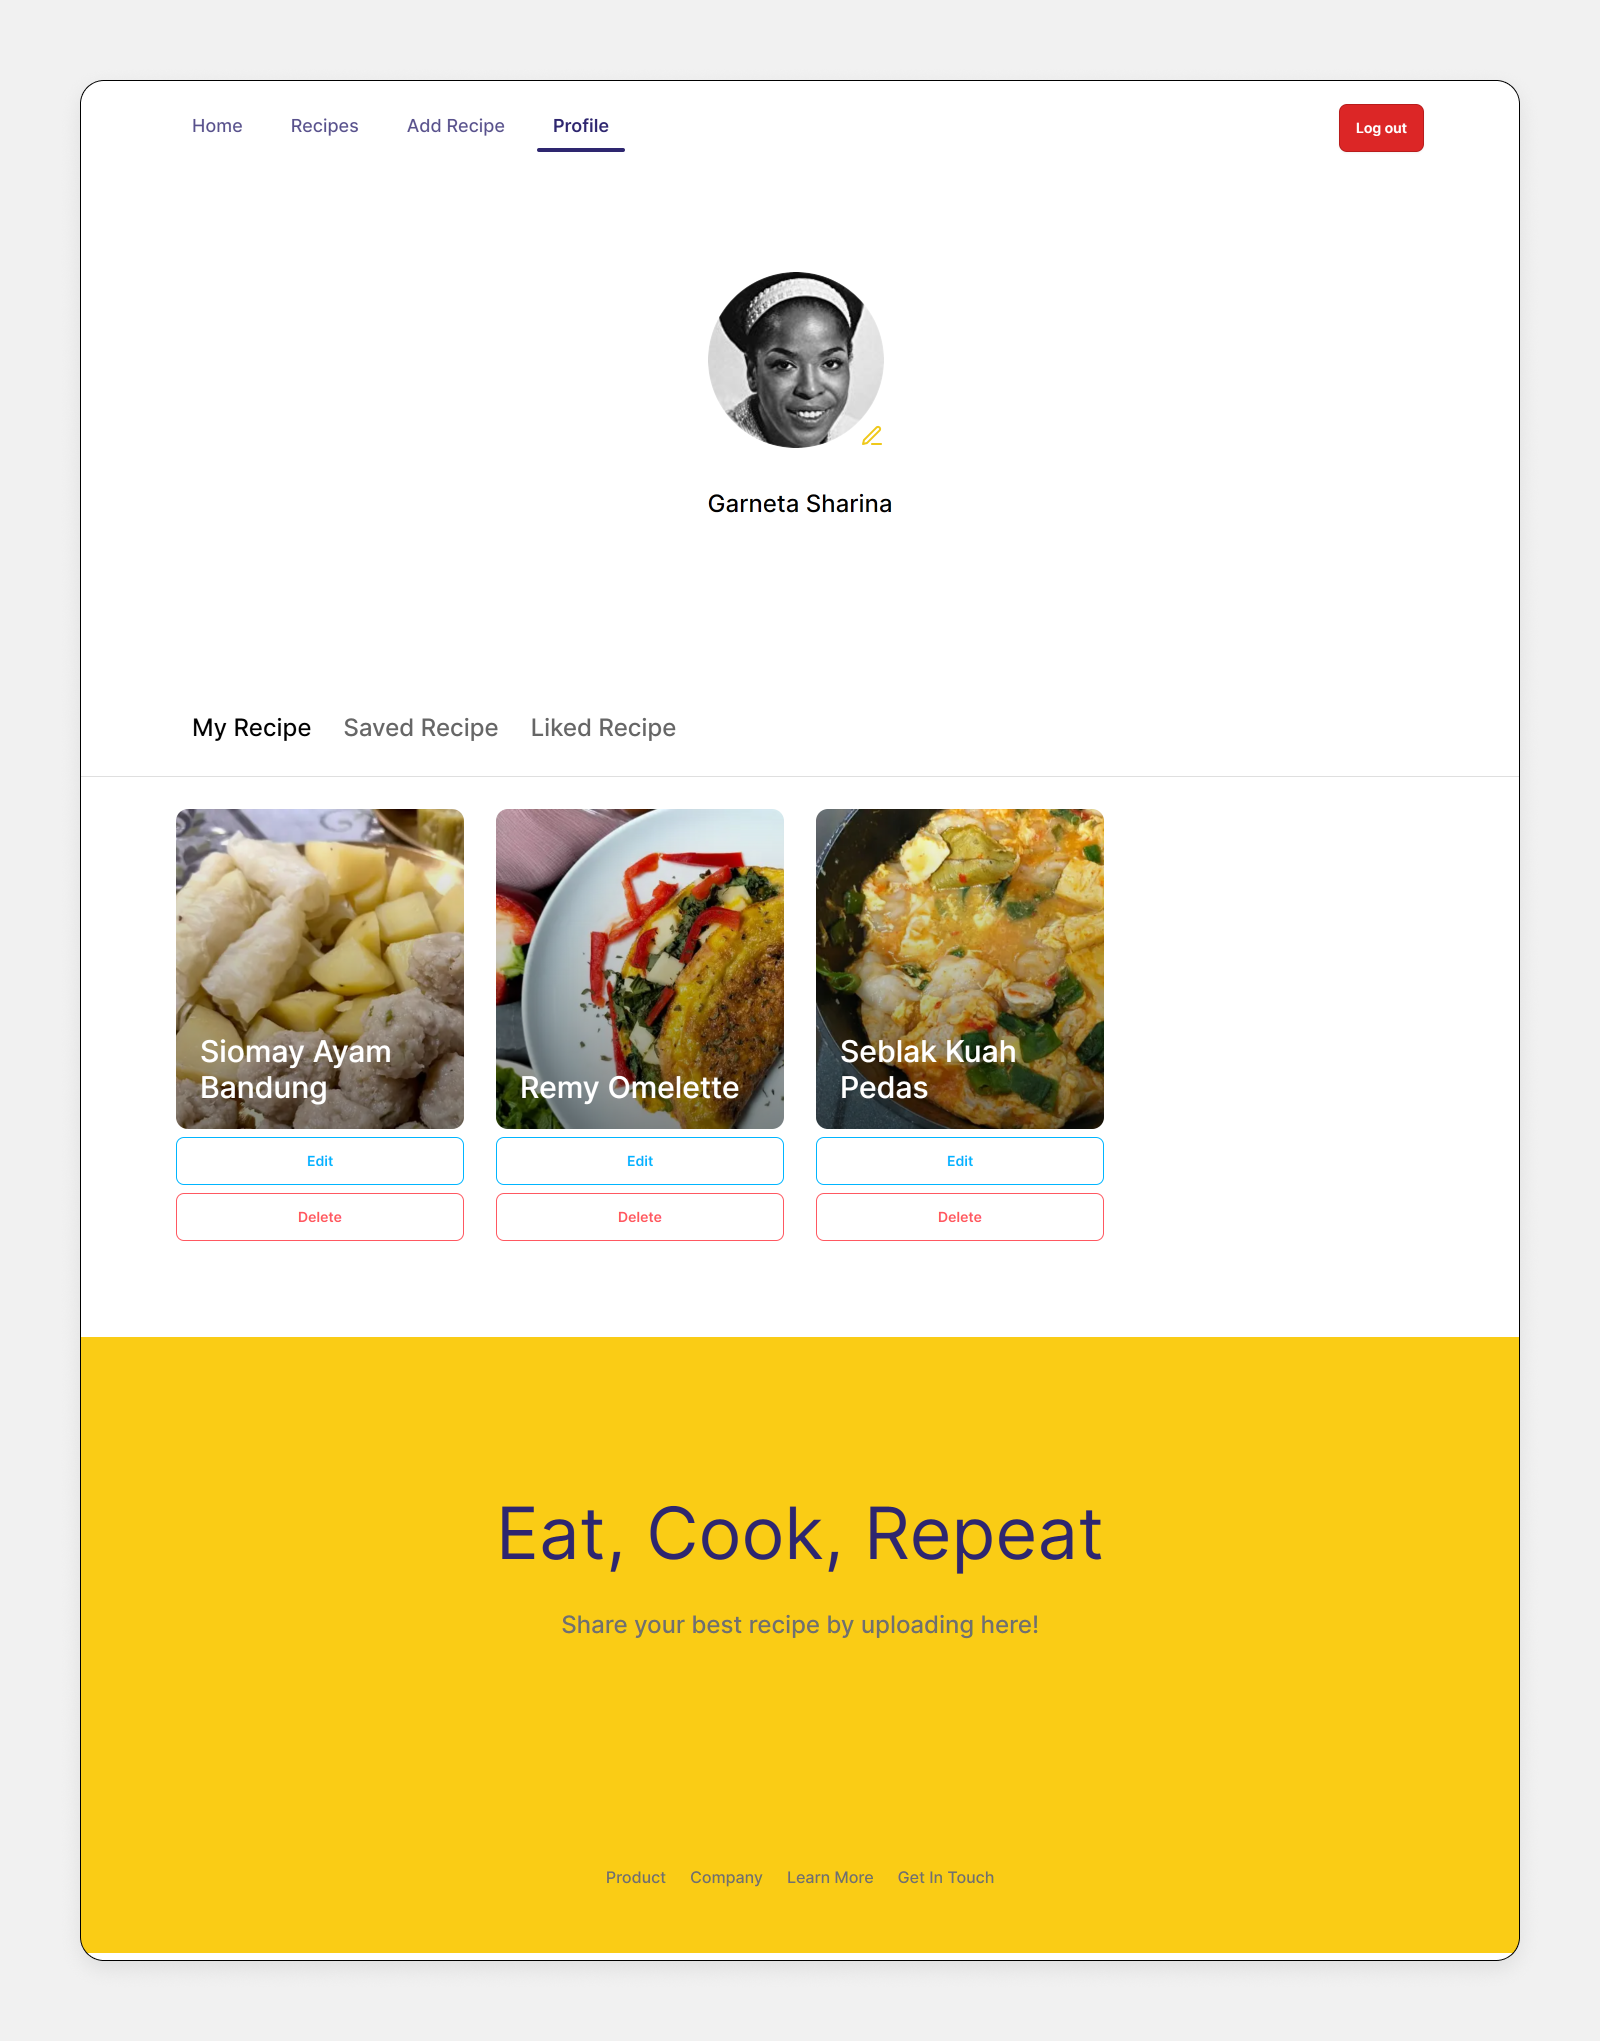 Home
Recipes
Add Recipe
Profile
Log out
Garneta Sharina
My Recipe
Saved Recipe
Liked Recipe
Siomay Ayam
Bandung
Edit
Delete
Remy Omelette
Edit
Delete
Seblak Kuah
Pedas
Edit
Delete
Eat, Cook, Repeat
Share your best recipe by uploading here!
Product
Company
Learn More
Get In Touch